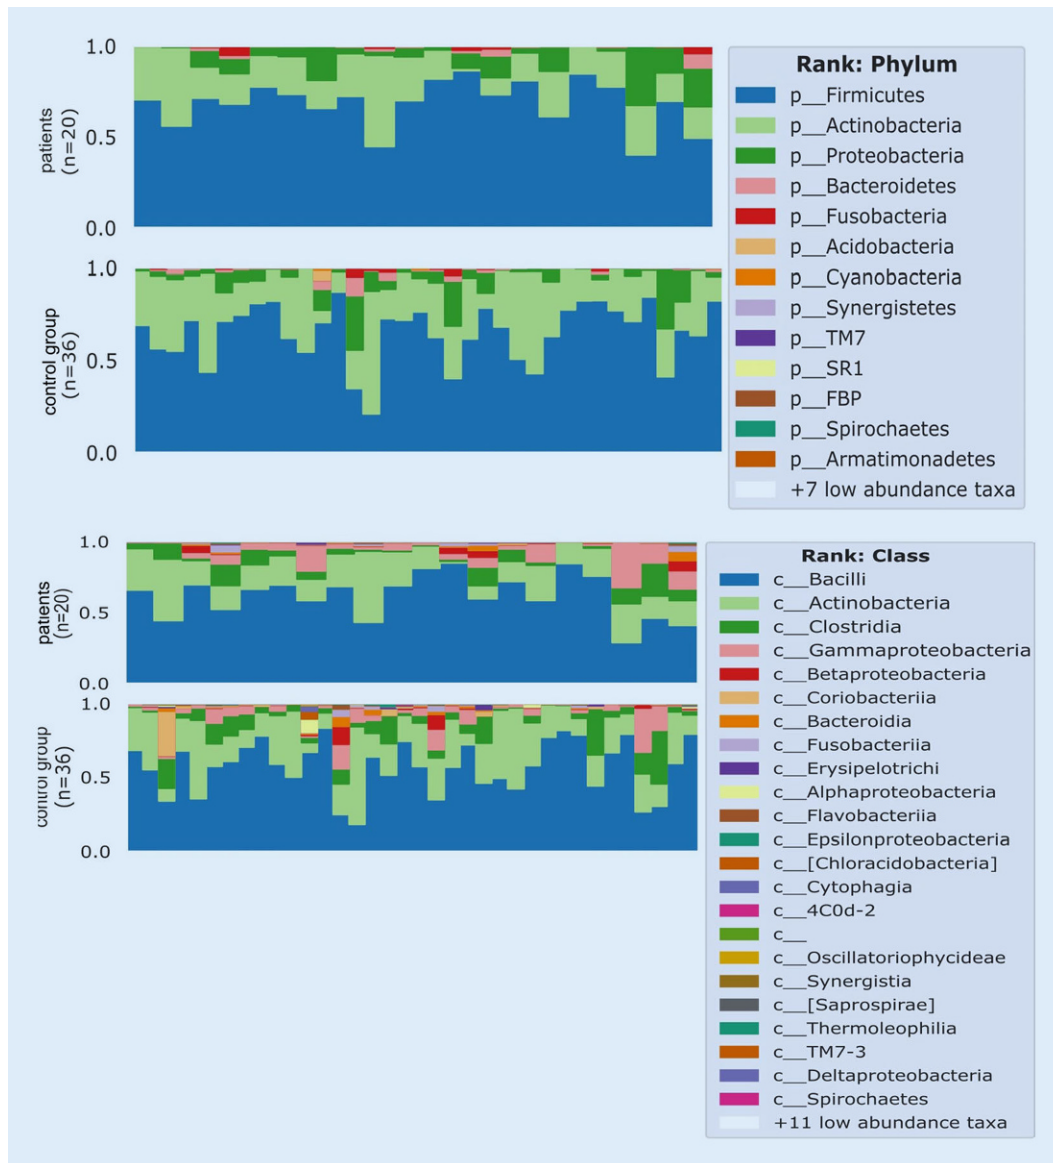 1.0
0.5
0.0
patients
(n=20)
1.0
0.5
0.0
control group
(n=36)
Rank: Phylum
p__Firmicutes
p__Actinobacteria
p__Proteobacteria
p__Bacteroidetes
p__Fusobacteria
p__Acidobacteria
p__Cyanobacteria
p__Synergistetes
p__TM7
p__SR1
p__FBP
p__Spirochaetes
p__Armatimonadetes
+7 low abundance taxa
1.0
0.5
0.0
patients
(n=20)
1.0
0.5
0.0
control group
(n=36)
Rank: Class
c__Bacilli
c__Actinobacteria
c__Clostridia
c__Gammaproteobacteria
c__Betaproteobacteria
c__Coriobacteriia
c__Bacteroidia
c__Fusobacteriia
c__Erysipelotrichi
c__Alphaproteobacteria
c__Flavobacteriia
c__Epsilonproteobacteria
c__[Chloracidobacteria]
c__Cytophagia
c__4C0d-2
c__
c__Oscillatoriophycideae
c__Synergistia
c__[Saprospirae]
c__Thermoleophilia
c__TM7-3
c__Deltaproteobacteria
c__Spirochaetes
+11 low abundance taxa